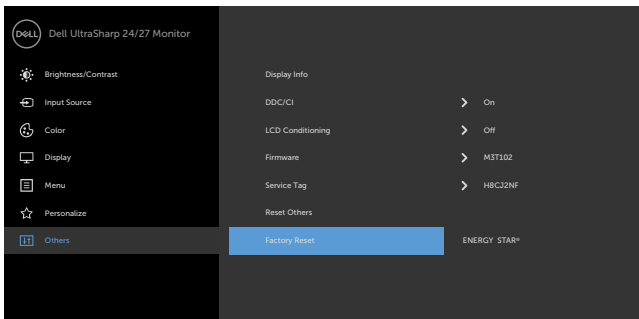 DELL Dell UltraSharp 24/27 Monitor
Brightness/Contrast Display Info
Input Source DDC/CI On
Color LCD Conditioning Off
Display Firmware M3T102
Menu Service Tag H8CJ2NF
Personalize Reset Others
Others Factory Reset ENERGY STAR®